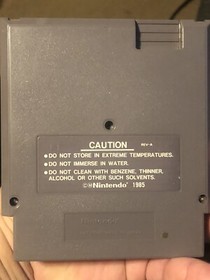 CAUTION
REV-A
● DO NOT STORE IN EXTREME TEMPERATURES.
● DO NOT IMMERSE IN WATER.
● DO NOT CLEAN WITH BENZENE, THINNER,
ALCOHOL OR OTHER SUCH SOLVENTS.
©Nintendo® 1985